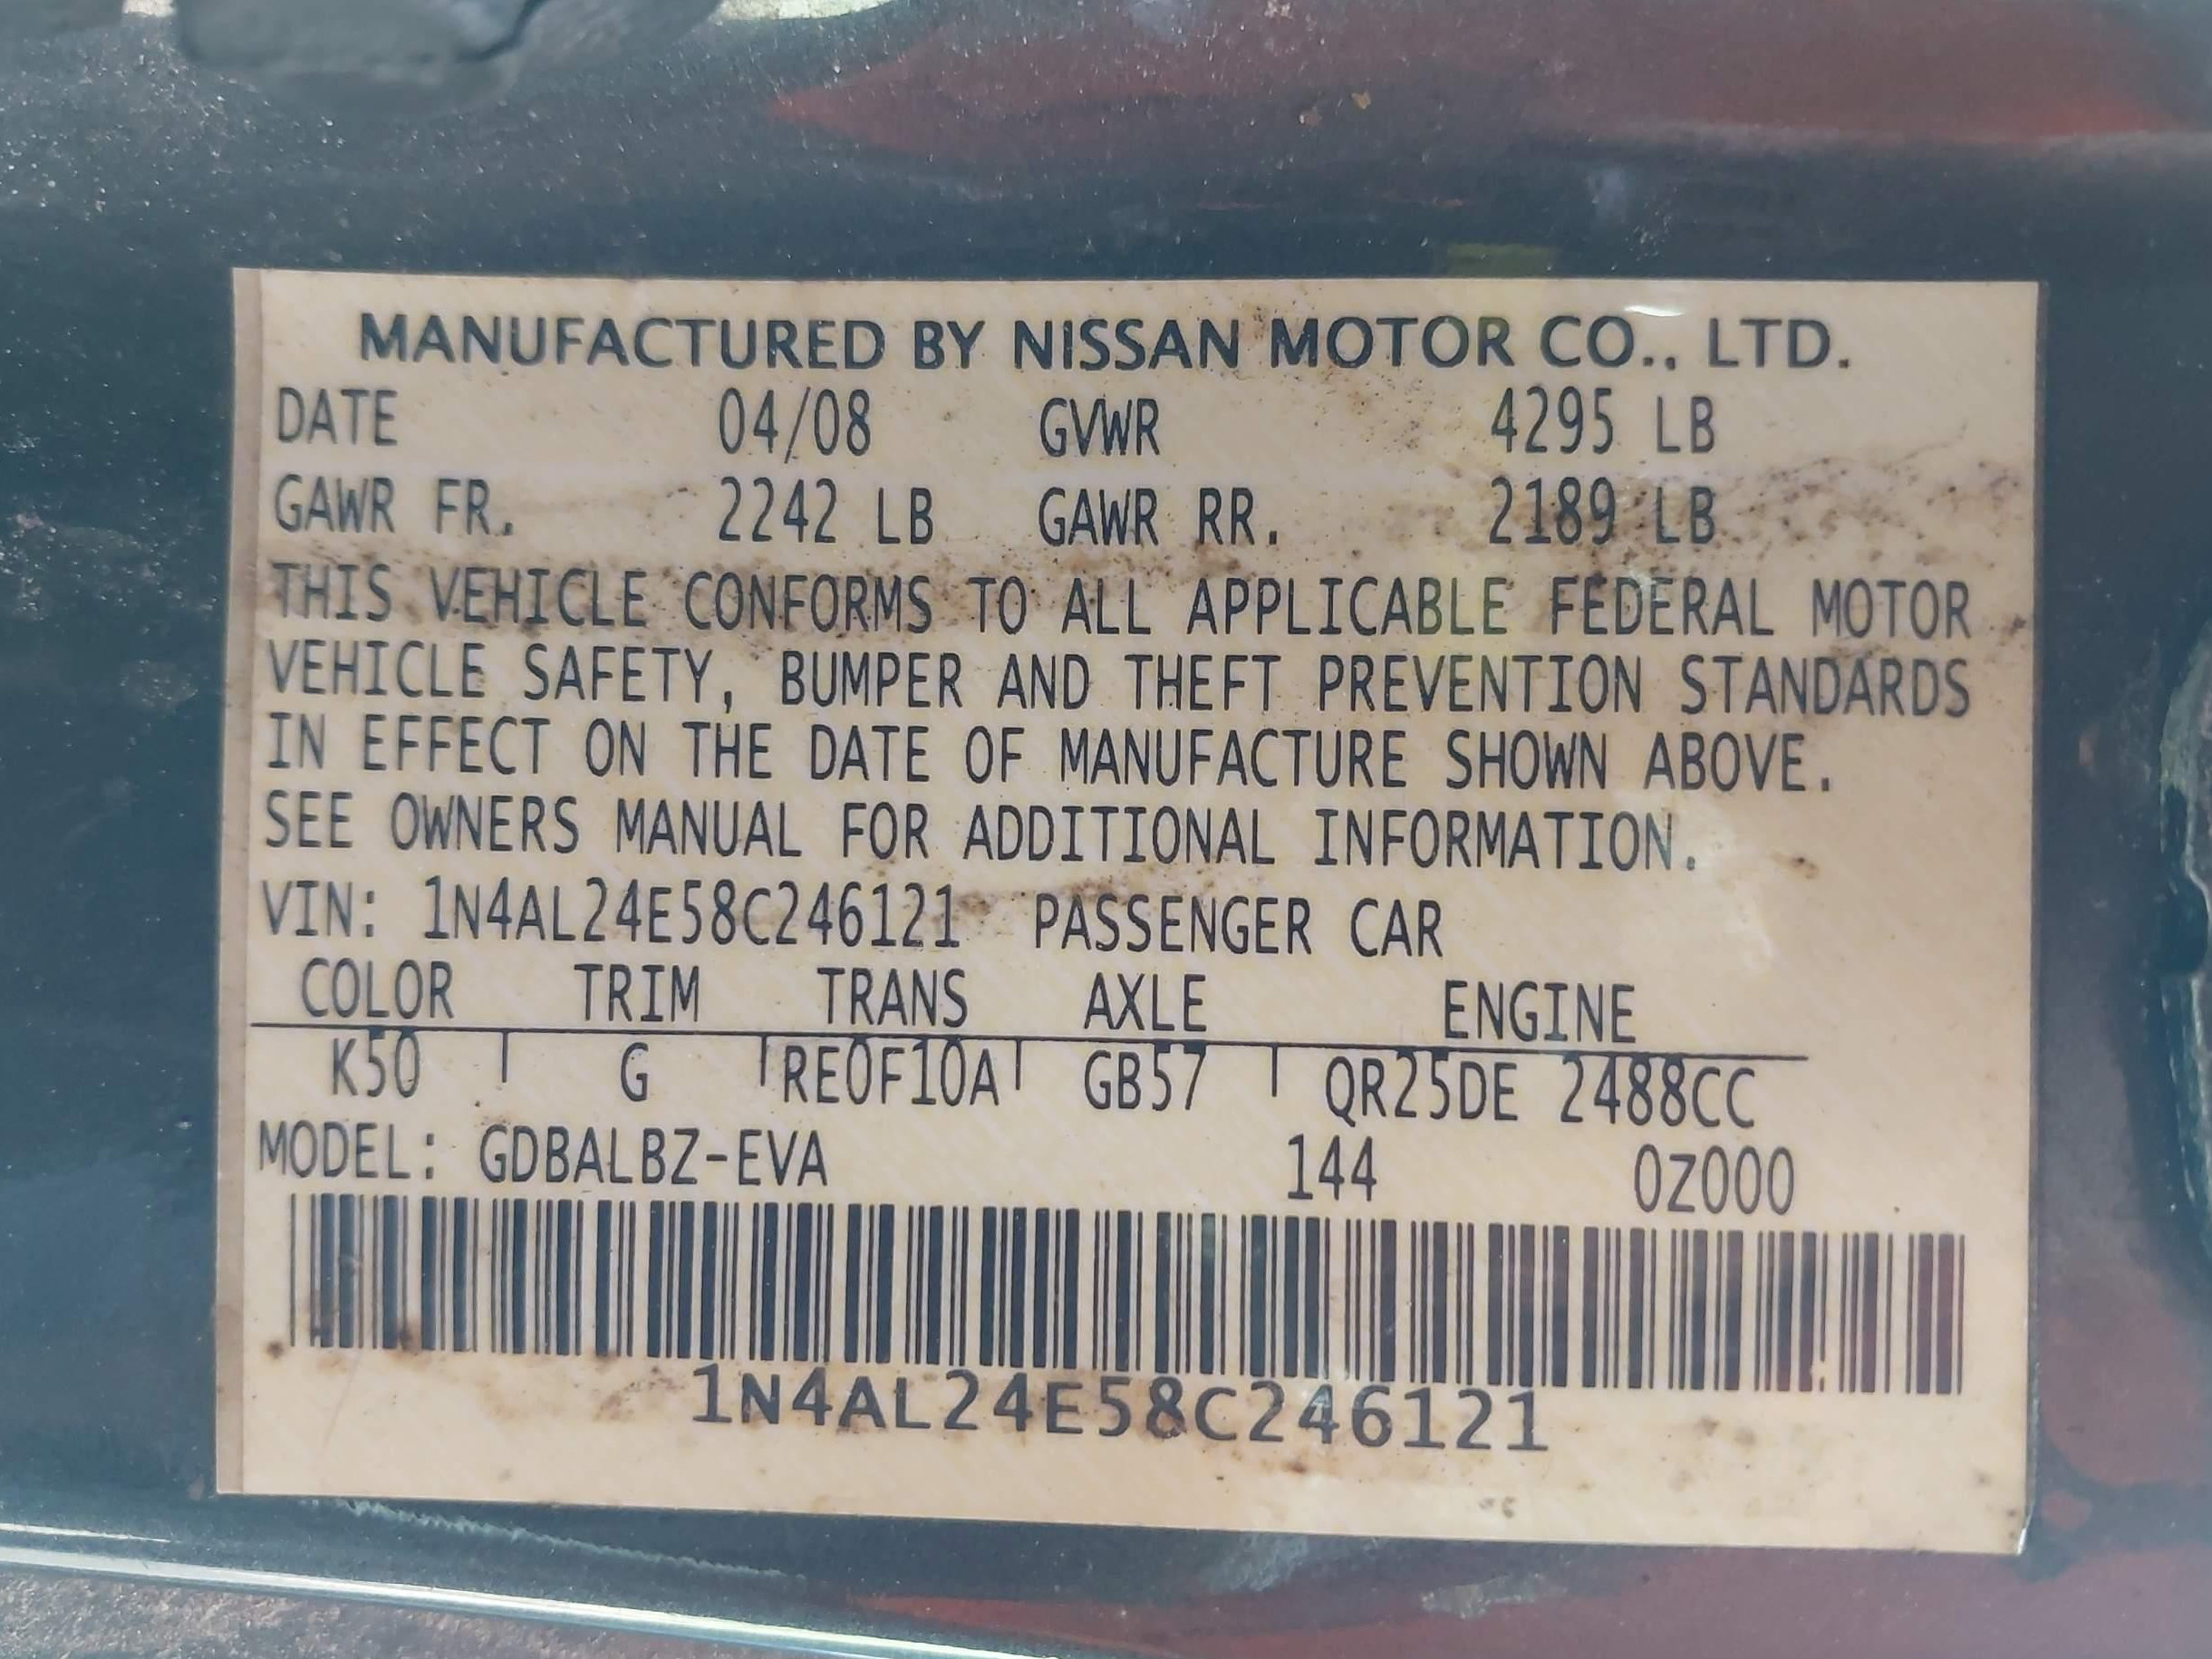 MANUFACTURED BY NISSAN MOTOR CO., LTD.
DATE 04/08 GVWR 4295 LB
GAWR FR. 2242 LB GAWR RR. 2189 LB
THIS VEHICLE CONFORMS TO ALL APPLICABLE FEDERAL MOTOR
VEHICLE SAFETY, BUMPER AND THEFT PREVENTION STANDARDS
IN EFFECT ON THE DATE OF MANUFACTURE SHOWN ABOVE.
SEE OWNERS MANUAL FOR ADDITIONAL INFORMATION.
VIN: 1N4AL24E58C246121 PASSENGER CAR
COLOR TRIM TRANS AXLE ENGINE
K50 G RE0F10A GB57 QR25DE 2488CC
MODEL: GDBALBZ-EVA 144 0Z000
1N4AL24E58C246121